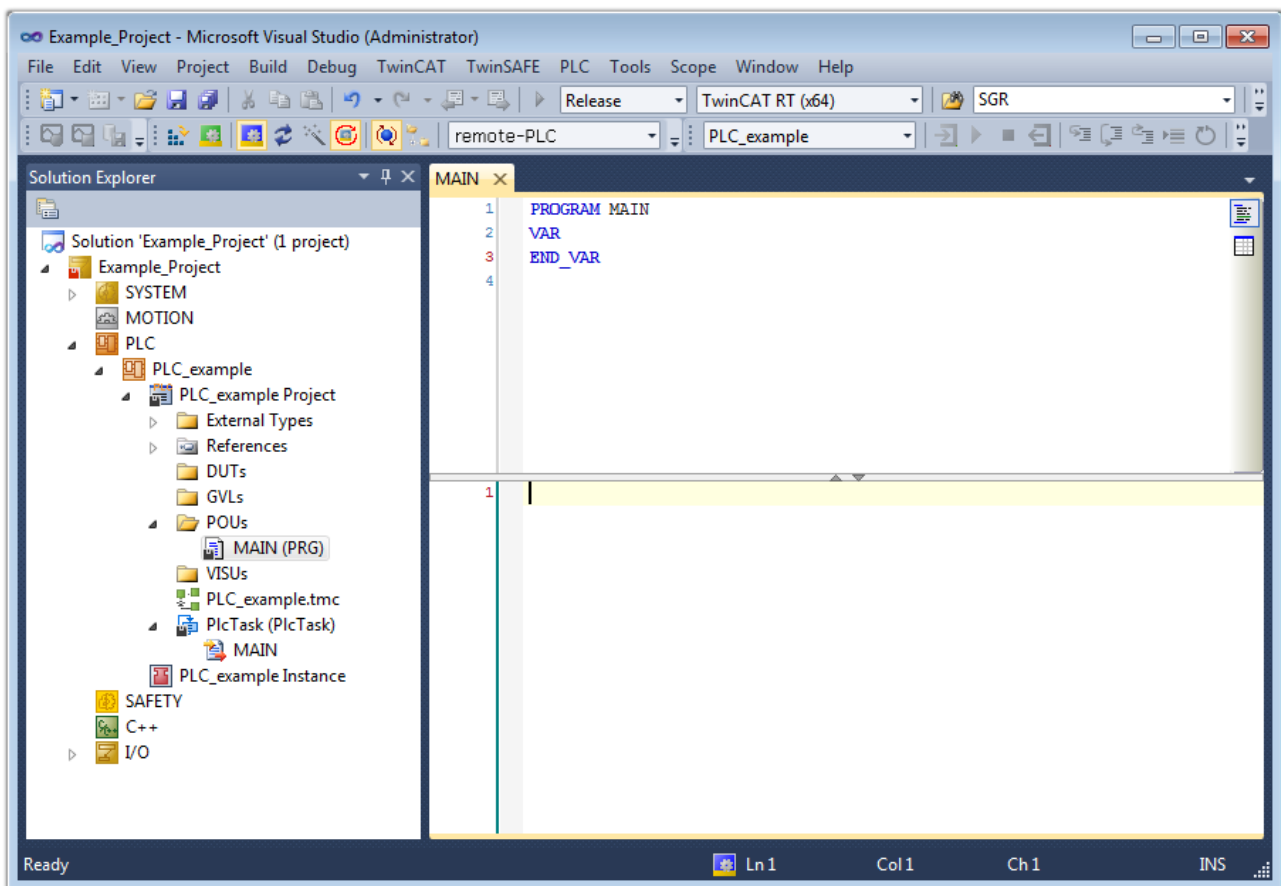 Example_Project - Microsoft Visual Studio (Administrator)
File Edit View Project Build Debug TwinCAT TwinSAFE PLC Tools Scope Window Help
Release TwinCAT RT (x64) SGR
remote-PLC PLC_example
Solution Explorer
MAIN
Solution 'Example_Project' (1 project)
Example_Project
SYSTEM
MOTION
PLC
PLC_example
PLC_example Project
External Types
References
DUTs
GVLs
POUs
MAIN (PRG)
VISUs
PLC_example.tmc
PlcTask (PlcTask)
MAIN
PLC_example Instance
SAFETY
C++
I/O
1 PROGRAM MAIN
2 VAR
3 END_VAR
4
1
Ready Ln 1 Col 1 Ch 1 INS